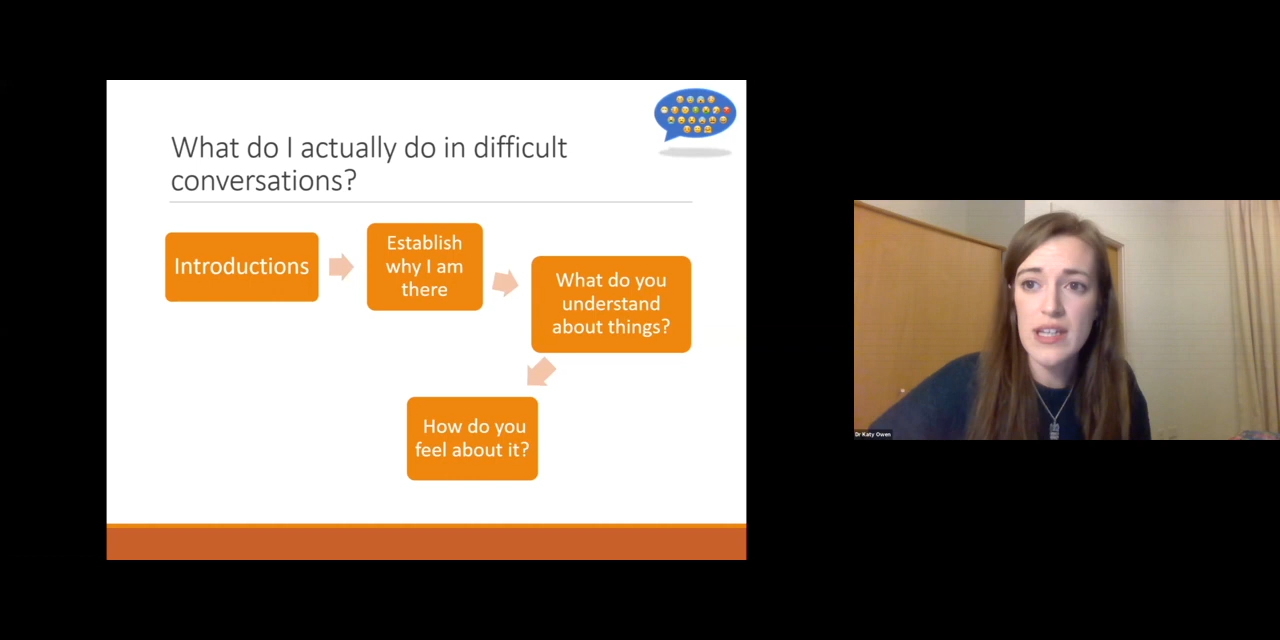 What do I actually do in difficult
conversations?
Introductions
Establish
why I am
there
What do you
understand
about things?
How do you
feel about it?
Dr Katy Owen